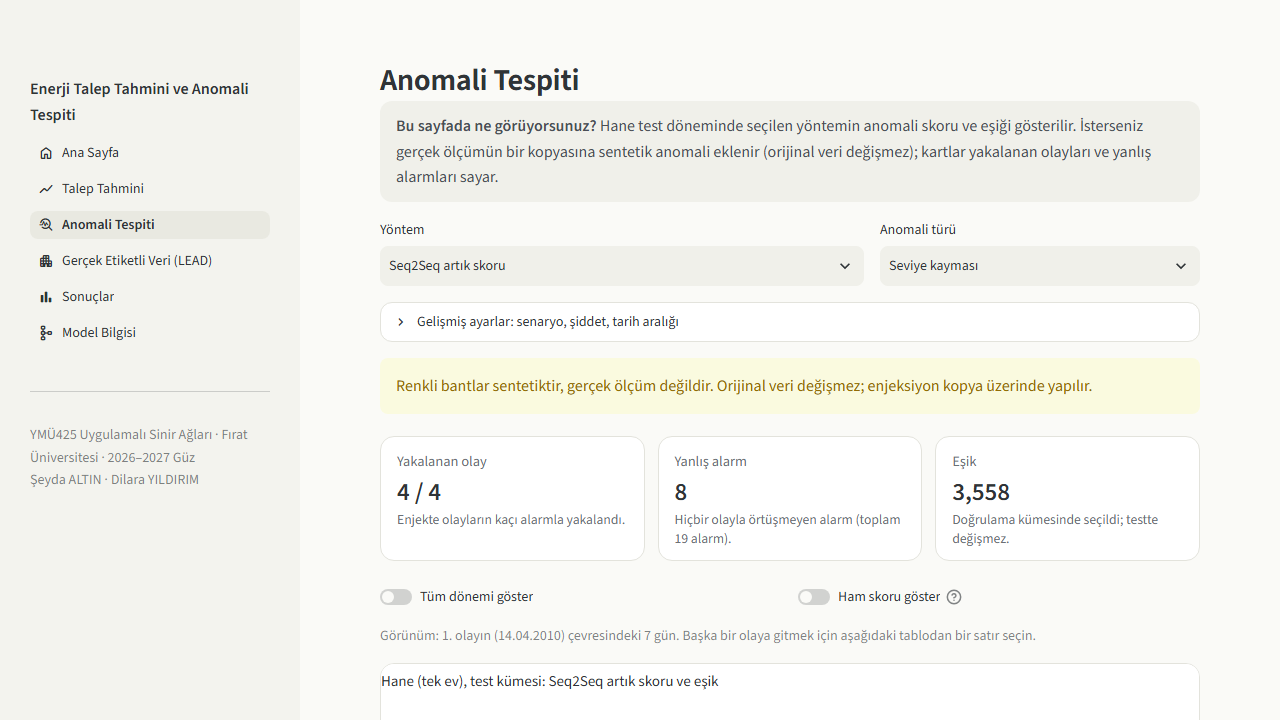 Enerji Talep Tahmini ve Anomali
Tespiti
Ana Sayfa
Talep Tahmini
Anomali Tespiti
Gerçek Etiketli Veri (LEAD)
Sonuçlar
Model Bilgisi
YMÜ425 Uygulamalı Sinir Ağları · Fırat
Üniversitesi · 2026–2027 Güz
Şeyda ALTIN · Dilara YILDIRIM
Anomali Tespiti
Bu sayfada ne görüyorsunuz? Hane test döneminde seçilen yöntemin anomali skoru ve eşiği gösterilir. İsterseniz
gerçek ölçümün bir kopyasına sentetik anomali eklenir (orijinal veri değişmez); kartlar yakalanan olayları ve yanlış
alarmları sayar.
Yöntem
Seq2Seq artık skoru
Anomali türü
Seviye kayması
Gelişmiş ayarlar: senaryo, şiddet, tarih aralığı
Renkli bantlar sentetiktir, gerçek ölçüm değildir. Orijinal veri değişmez; enjeksiyon kopya üzerinde yapılır.
Yakalanan olay
4 / 4
Enjekte olayların kaçı alarmla yakalandı.
Yanlış alarm
8
Hiçbir olayla örtüşmeyen alarm (toplam
19 alarm).
Eşik
3,558
Doğrulama kümesinde seçildi; testte
değişmez.
Tüm dönemi göster
Ham skoru göster
Görünüm: 1. olayın (14.04.2010) çevresindeki 7 gün. Başka bir olaya gitmek için aşağıdaki tablodan bir satır seçin.
Hane (tek ev), test kümesi: Seq2Seq artık skoru ve eşik